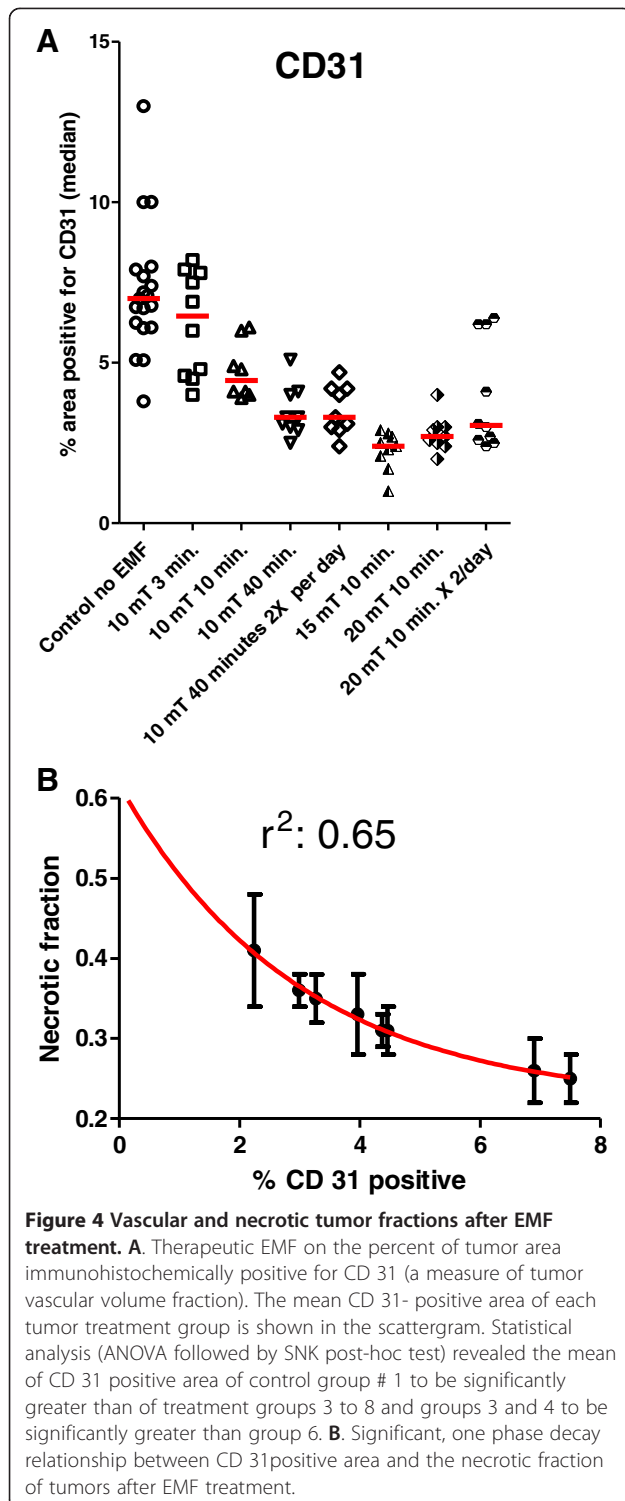 A
CD31
% area positive for CD31 (median)
15
10
5
0
Control no EMF
10 mT 3 min.
10 mT 10 min.
10 mT 40 min.
10 mT 40 minutes 2X per day
15 mT 10 min.
20 mT 10 min.
20 mT 10 min. X 2/day
B
r²: 0.65
Necrotic fraction
0.6
0.5
0.4
0.3
0.2
0
2
4
6
8
% CD 31 positive
Figure 4 Vascular and necrotic tumor fractions after EMF
treatment. A. Therapeutic EMF on the percent of tumor area
immunohistochemically positive for CD 31 (a measure of tumor
vascular volume fraction). The mean CD 31- positive area of each
tumor treatment group is shown in the scattergram. Statistical
analysis (ANOVA followed by SNK post-hoc test) revealed the mean
of CD 31 positive area of control group # 1 to be significantly
greater than of treatment groups 3 to 8 and groups 3 and 4 to be
significantly greater than group 6. B. Significant, one phase decay
relationship between CD 31positive area and the necrotic fraction
of tumors after EMF treatment.